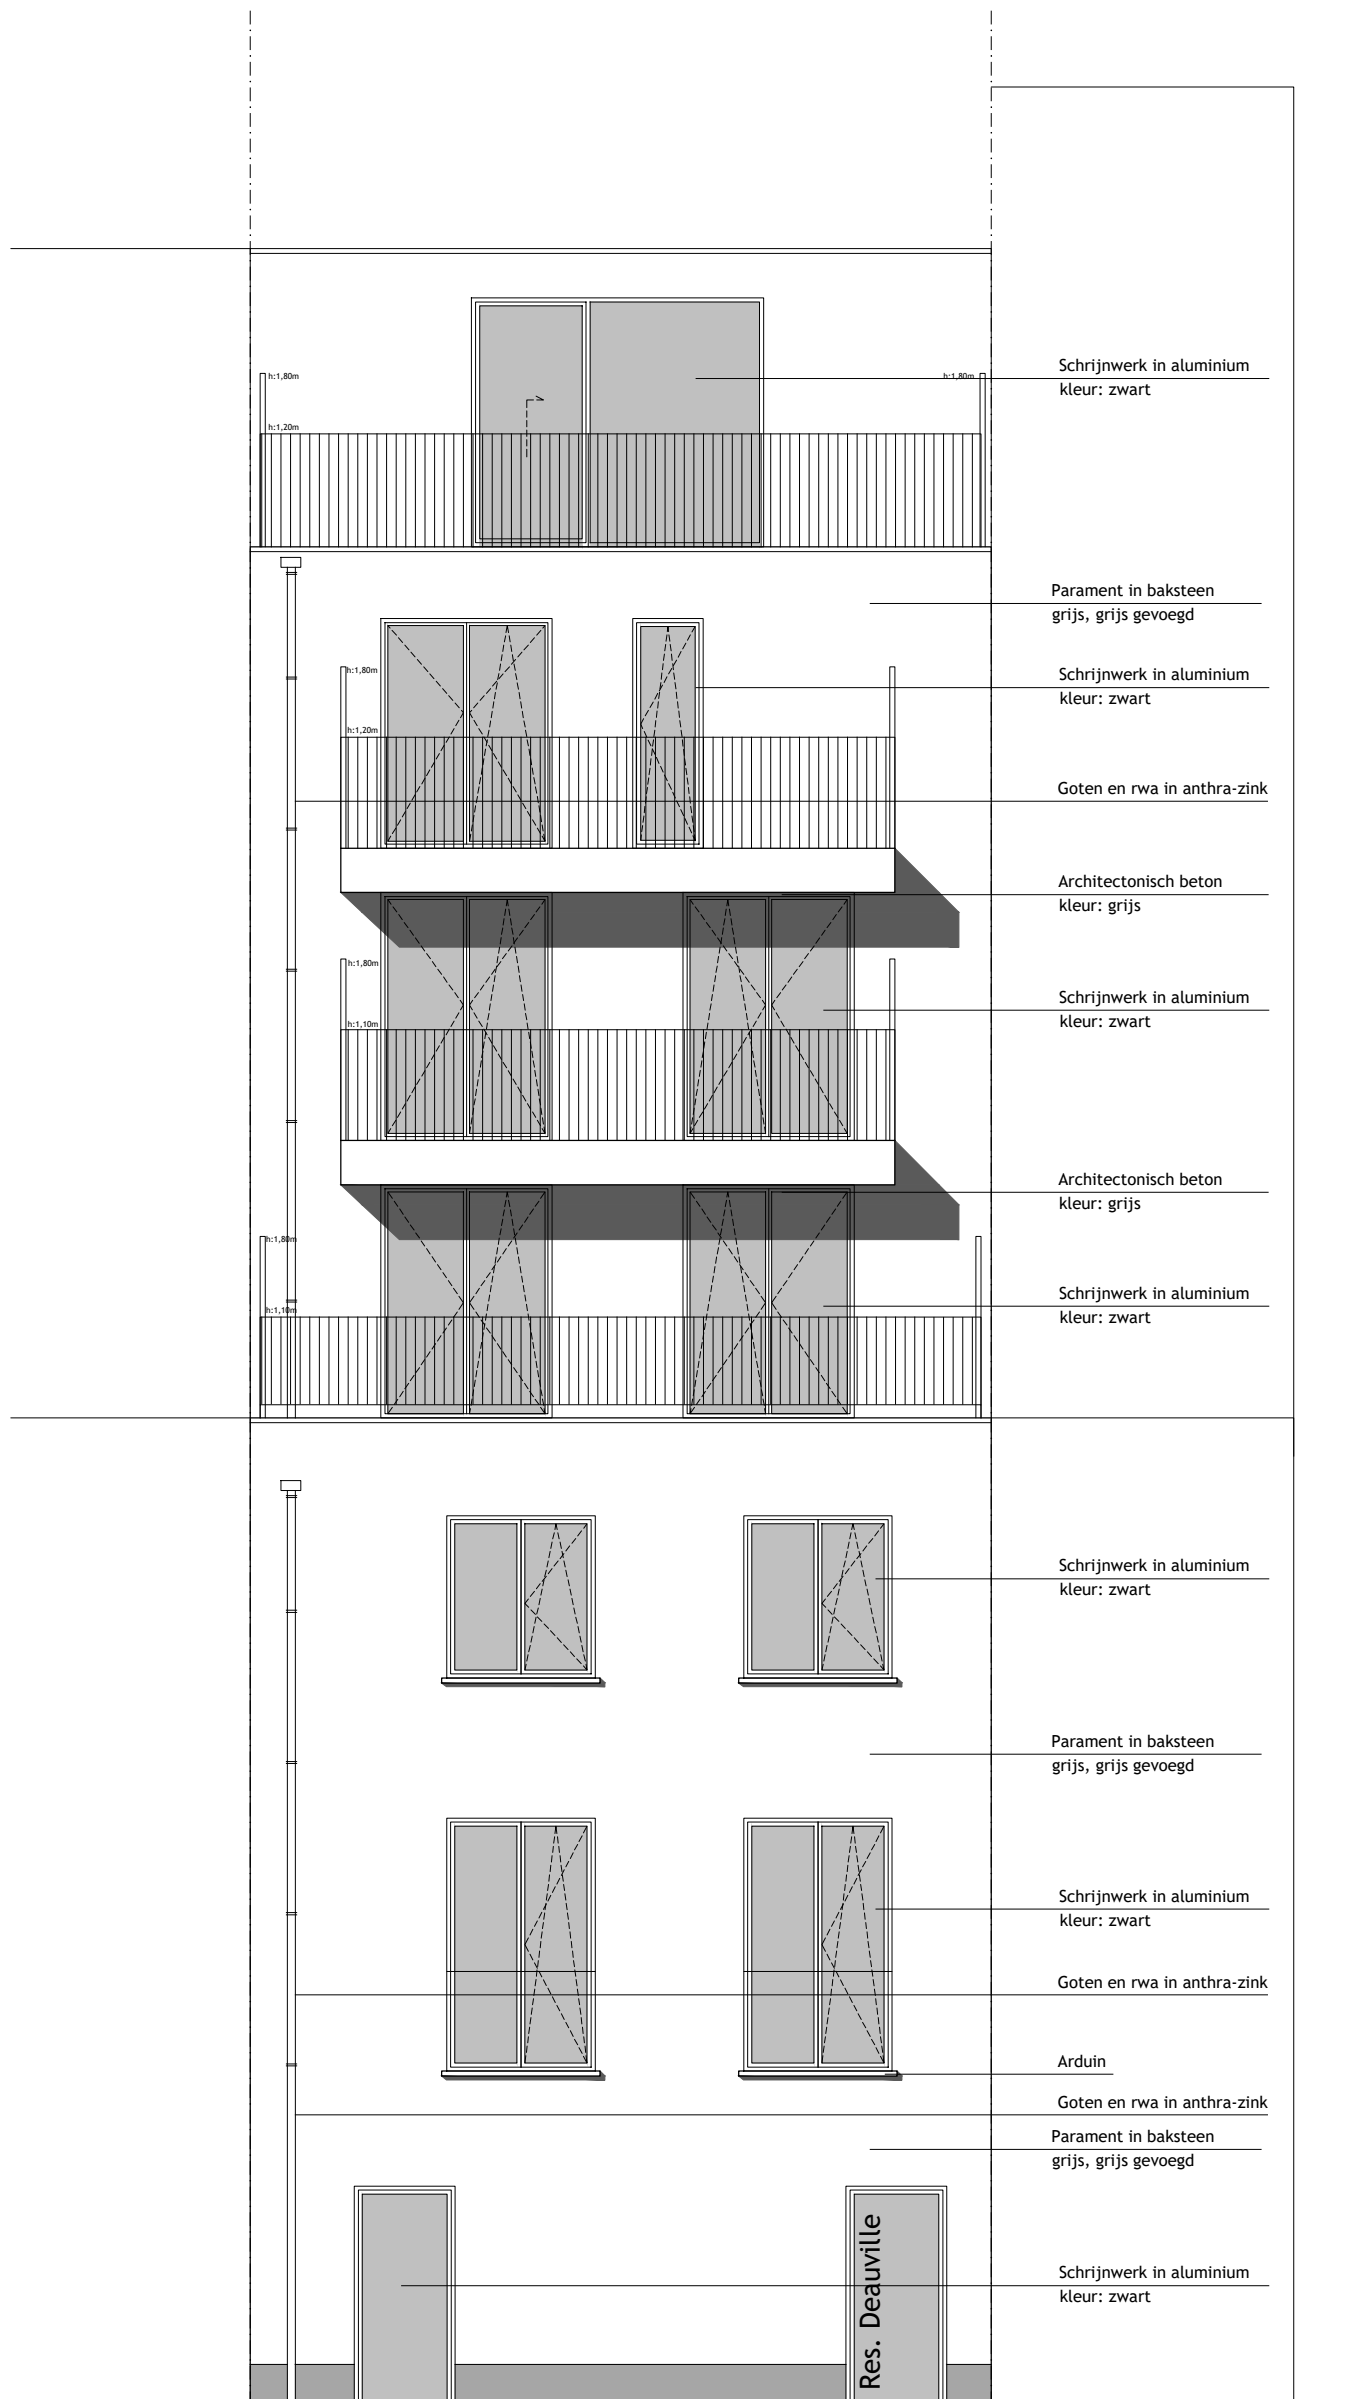 Schrijnwerk in aluminium
kleur: zwart
h:1,80m
h:1,80m
h:1,20m
Parament in baksteen
grijs, grijs gevoegd
h:1,80m
Schrijnwerk in aluminium
kleur: zwart
h:1,20m
Goten en rwa in anthra-zink
Architectonisch beton
kleur: grijs
h:1,80m
Schrijnwerk in aluminium
kleur: zwart
h:1,10m
Architectonisch beton
kleur: grijs
h:1,80m
Schrijnwerk in aluminium
kleur: zwart
h:1,10m
Schrijnwerk in aluminium
kleur: zwart
Parament in baksteen
grijs, grijs gevoegd
Schrijnwerk in aluminium
kleur: zwart
Goten en rwa in anthra-zink
Arduin
Goten en rwa in anthra-zink
Parament in baksteen
grijs, grijs gevoegd
Res. Deauville
Schrijnwerk in aluminium
kleur: zwart